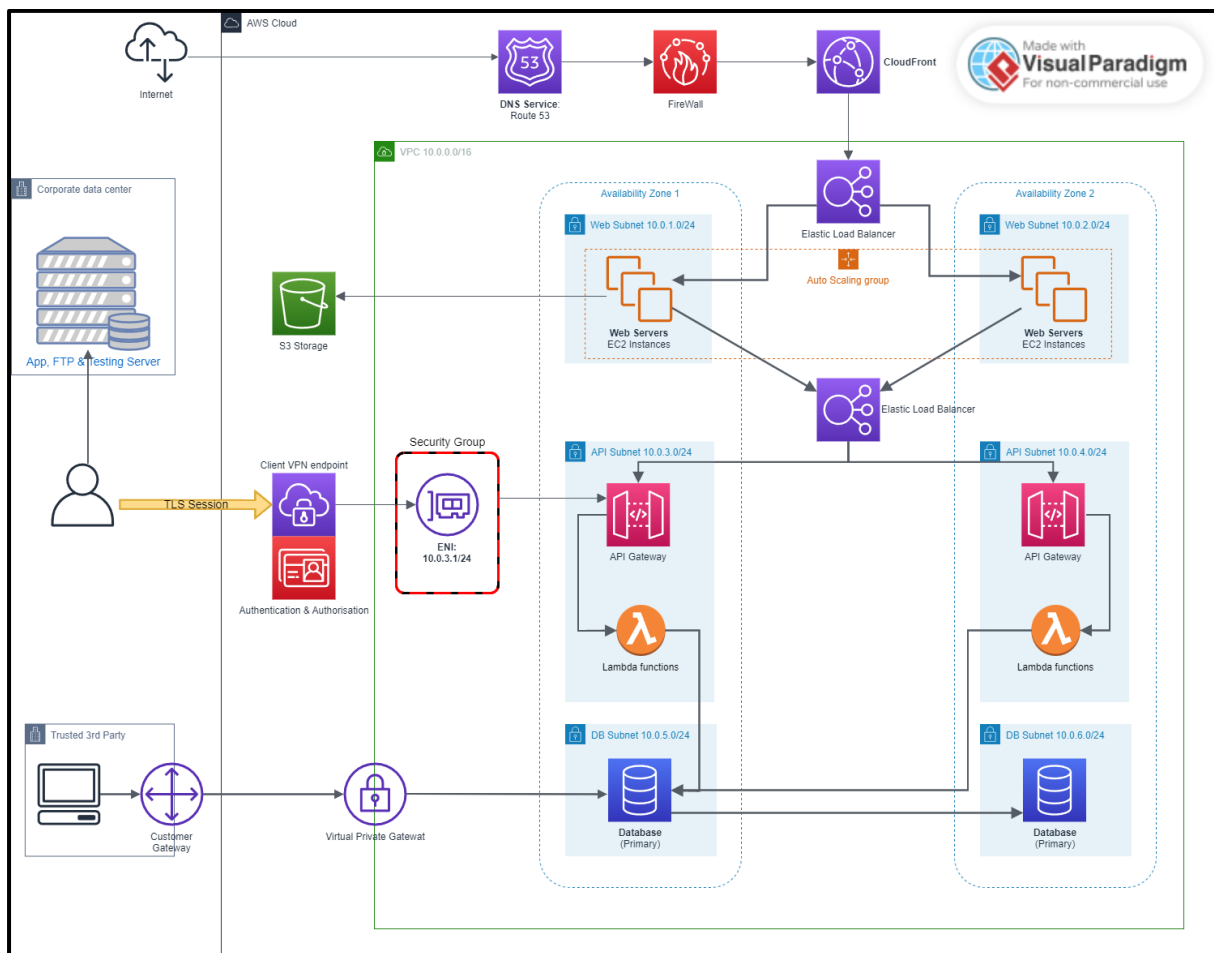 AWS Cloud
Internet
53
DNS Service:
Route 53
FireWall
CloudFront
Made with
Visual Paradigm
For non-commercial use
VPC 10.0.0.0/16
Corporate data center
App, FTP & Testing Server
Availability Zone 1
Availability Zone 2
Web Subnet 10.0.1.0/24
Elastic Load Balancer
Web Subnet 10.0.2.0/24
Auto Scaling group
S3 Storage
Web Servers
EC2 Instances
Web Servers
EC2 Instances
Elastic Load Balancer
Security Group
Client VPN endpoint
TLS Session
ENI:
10.0.3.1/24
Authentication & Authorisation
API Subnet 10.0.3.0/24
API Subnet 10.0.4.0/24
</>
API Gateway
</>
API Gateway
λ
Lambda functions
λ
Lambda functions
Trusted 3rd Party
Customer
Gateway
Virtual Private Gatewat
DB Subnet 10.0.5.0/24
DB Subnet 10.0.6.0/24
Database
(Primary)
Database
(Primary)